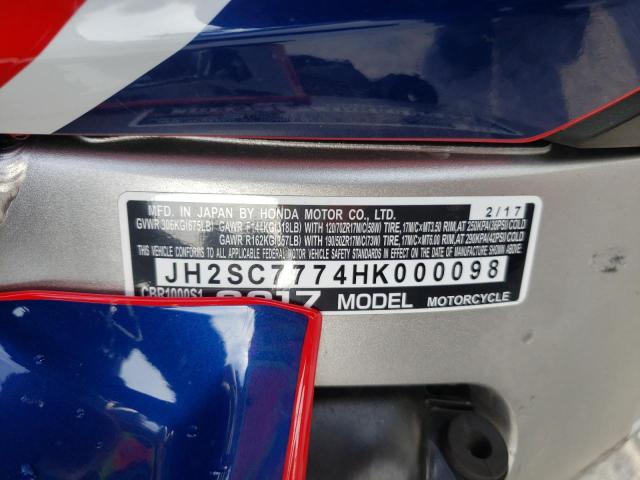 MFD. IN JAPAN BY HONDA MOTOR CO., LTD. 2/17
GVWR 306KG(675LB) GAWR F144KG(318LB) WITH 120/70ZR17M/C(58W) TIRE, 17M/C×MT3.50 RIM, AT 250KPA(36PSI)COLD
GAWR R162KG(357LB) WITH 190/50ZR17M/C(73W) TIRE, 17M/C×MT6.00 RIM, AT 290KPA(42PSI)COLD
THIS VEHICLE CONFORMS TO ALL APPLICABLE FEDERAL MOTOR VEHICLE SAFETY STANDARDS IN EFFECT ON THE DATE OF MANUFACTURE SHOWN ABOVE.
JH2SC7774HK000098
CBR1000S1 2017 MODEL MOTORCYCLE